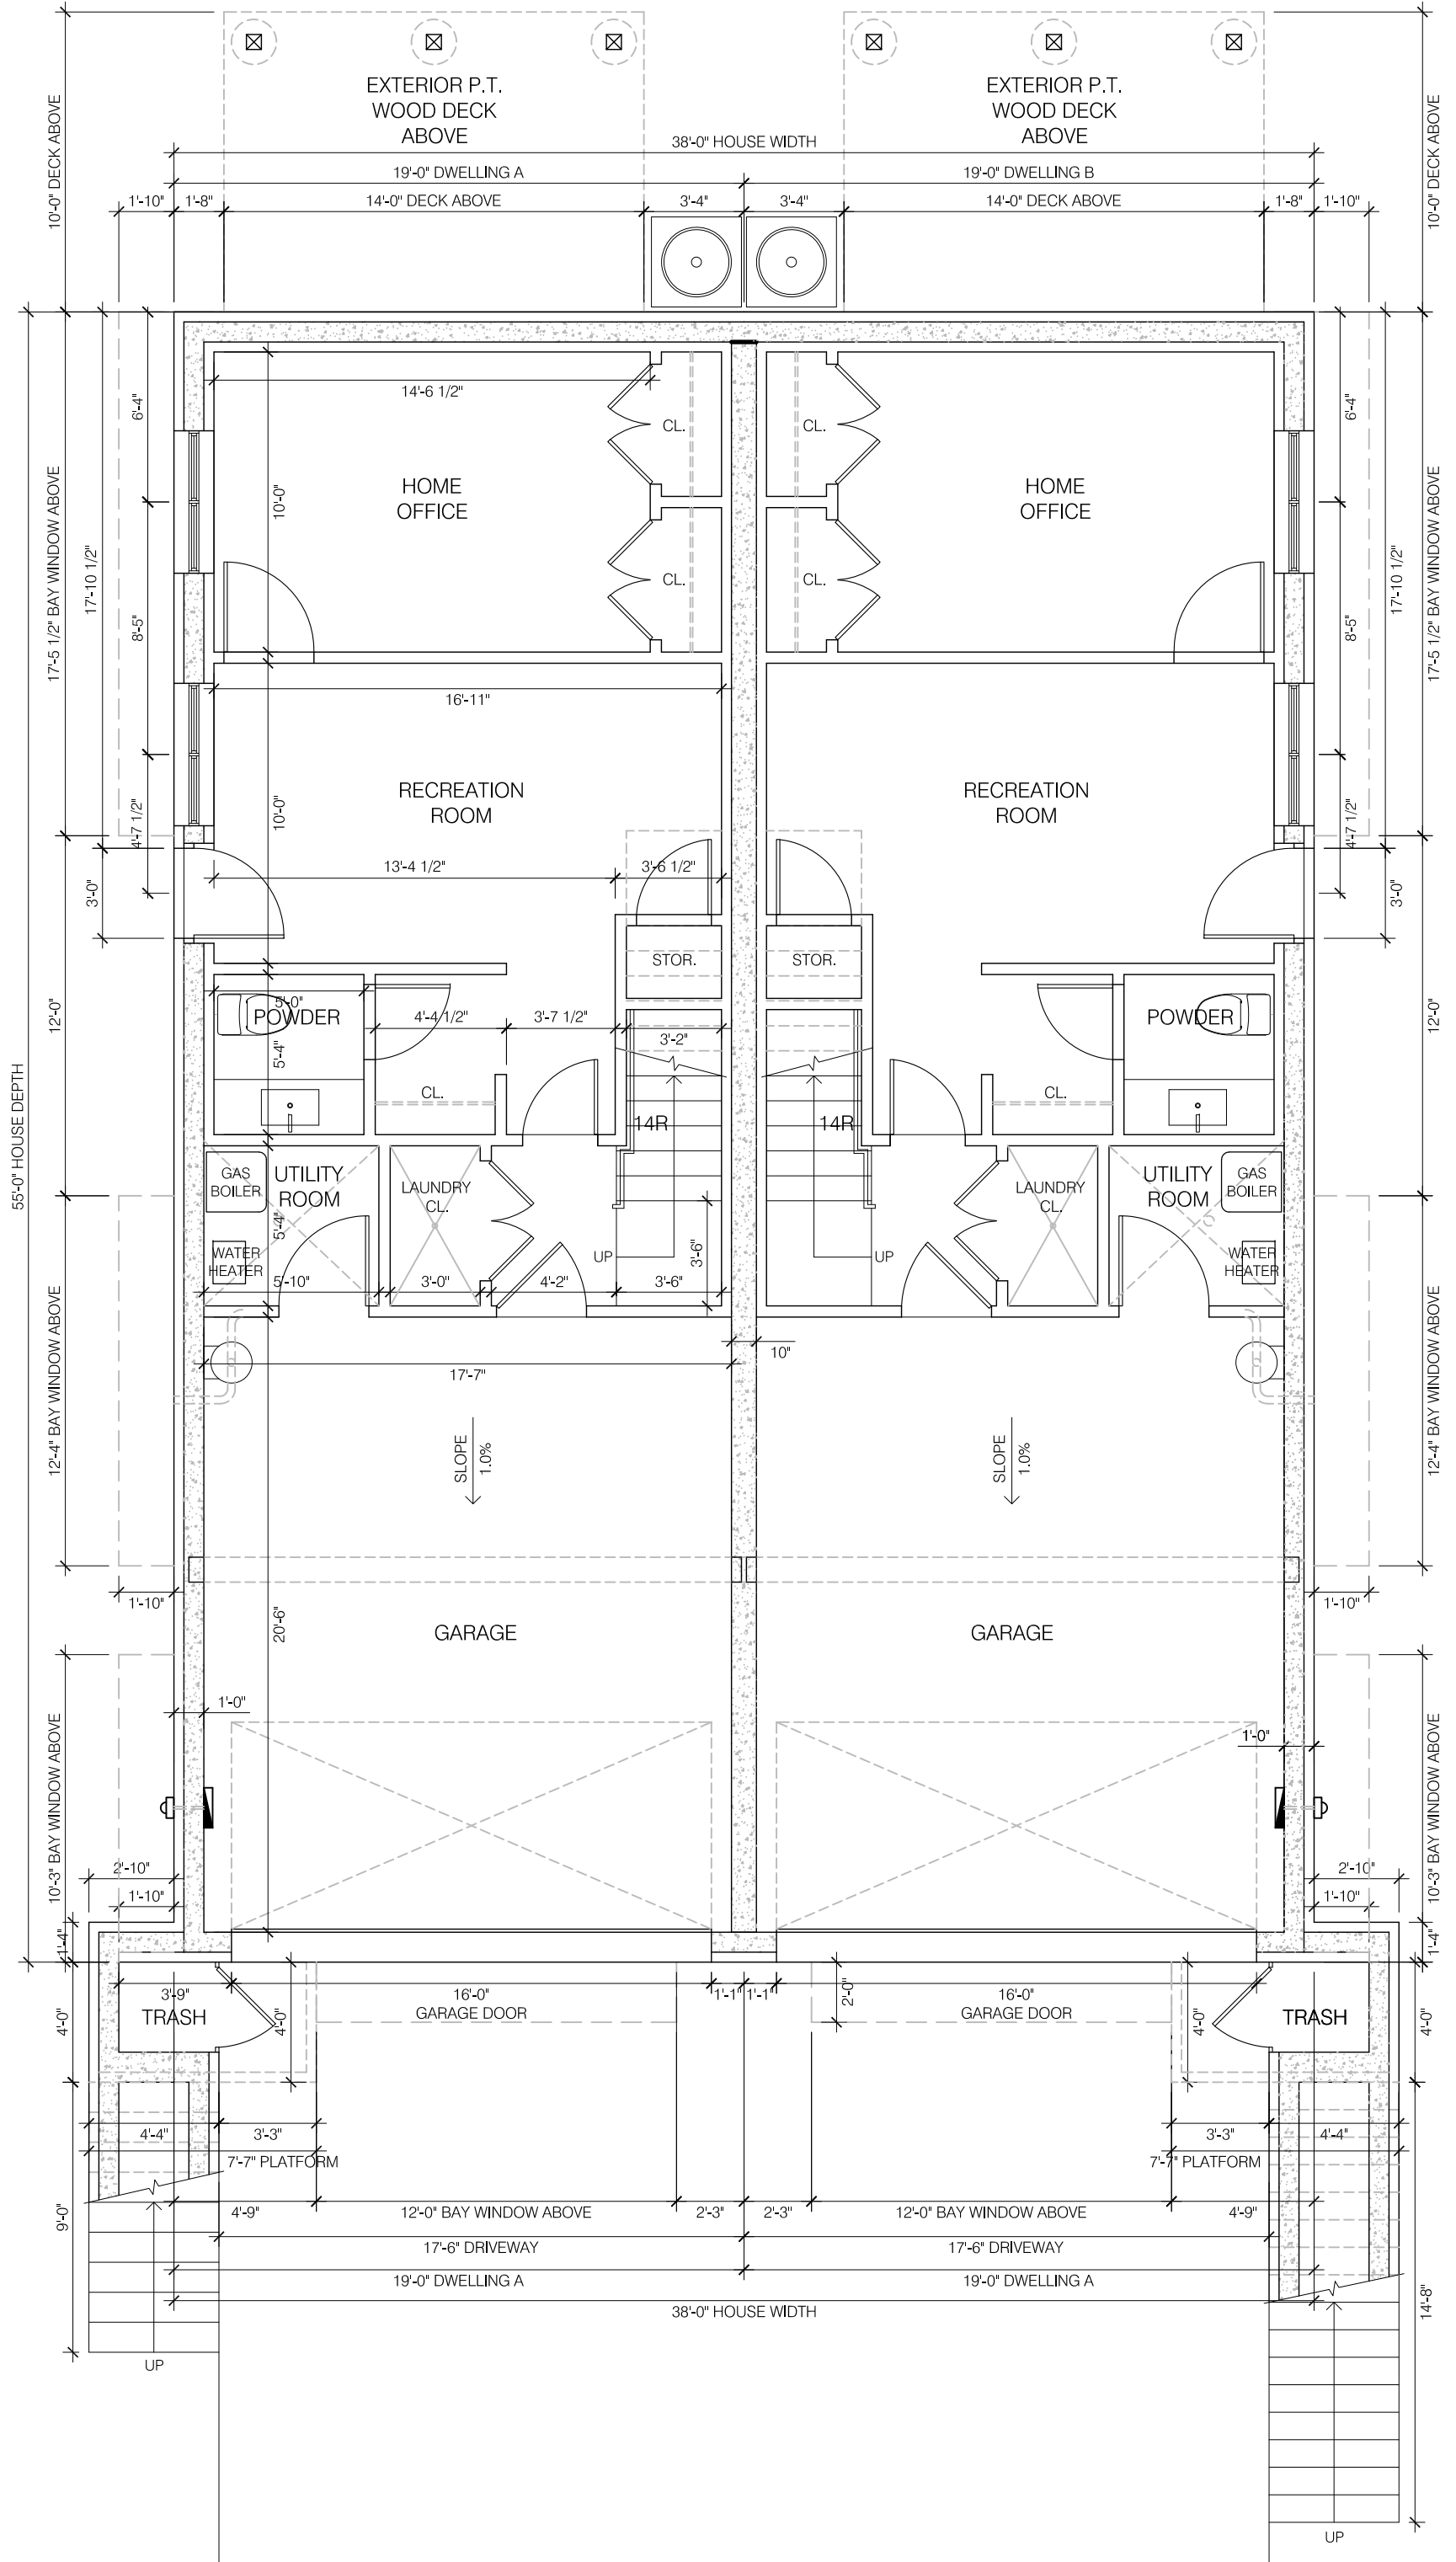 EXTERIOR P.T.
WOOD DECK
ABOVE
EXTERIOR P.T.
WOOD DECK
ABOVE
10'-0" DECK ABOVE
10'-0" DECK ABOVE
38'-0" HOUSE WIDTH
19'-0" DWELLING A
19'-0" DWELLING B
1'-10"
1'-8"
14'-0" DECK ABOVE
3'-4"
3'-4"
14'-0" DECK ABOVE
1'-8"
1'-10"
14'-6 1/2"
6'-4"
6'-4"
CL.
CL.
HOME
OFFICE
HOME
OFFICE
10'-0"
17'-5 1/2" BAY WINDOW ABOVE
17'-10 1/2"
17'-10 1/2"
17'-5 1/2" BAY WINDOW ABOVE
CL.
CL.
8'-5"
8'-5"
16'-11"
RECREATION
ROOM
RECREATION
ROOM
10'-0"
4'-7 1/2"
4'-7 1/2"
13'-4 1/2"
3'-6 1/2"
3'-0"
3'-0"
STOR.
STOR.
12'-0"
12'-0"
5'-0"
POWDER
POWDER
4'-4 1/2"
3'-7 1/2"
3'-2"
5'-4"
CL.
CL.
14R
14R
55'-0" HOUSE DEPTH
GAS
BOILER
UTILITY
ROOM
LAUNDRY
CL.
LAUNDRY
CL.
UTILITY
ROOM
GAS
BOILER
5'-4"
WATER
HEATER
UP
3'-6"
UP
WATER
HEATER
5'-10"
3'-0"
4'-2"
3'-6"
10"
17'-7"
12'-4" BAY WINDOW ABOVE
12'-4" BAY WINDOW ABOVE
SLOPE
1.0%
SLOPE
1.0%
1'-10"
1'-10"
20'-6"
GARAGE
GARAGE
1'-0"
1'-0"
10'-3" BAY WINDOW ABOVE
10'-3" BAY WINDOW ABOVE
2'-10"
2'-10"
1'-10"
1'-10"
1'-4"
1'-4"
3'-9"
16'-0"
GARAGE DOOR
1'-1"
1'-1"
2'-0"
16'-0"
GARAGE DOOR
TRASH
TRASH
4'-0"
4'-0"
4'-0"
4'-0"
4'-4"
3'-3"
3'-3"
4'-4"
7'-7" PLATFORM
7'-7" PLATFORM
9'-0"
4'-9"
12'-0" BAY WINDOW ABOVE
2'-3"
2'-3"
12'-0" BAY WINDOW ABOVE
4'-9"
17'-6" DRIVEWAY
17'-6" DRIVEWAY
19'-0" DWELLING A
19'-0" DWELLING A
38'-0" HOUSE WIDTH
14'-8"
UP
UP